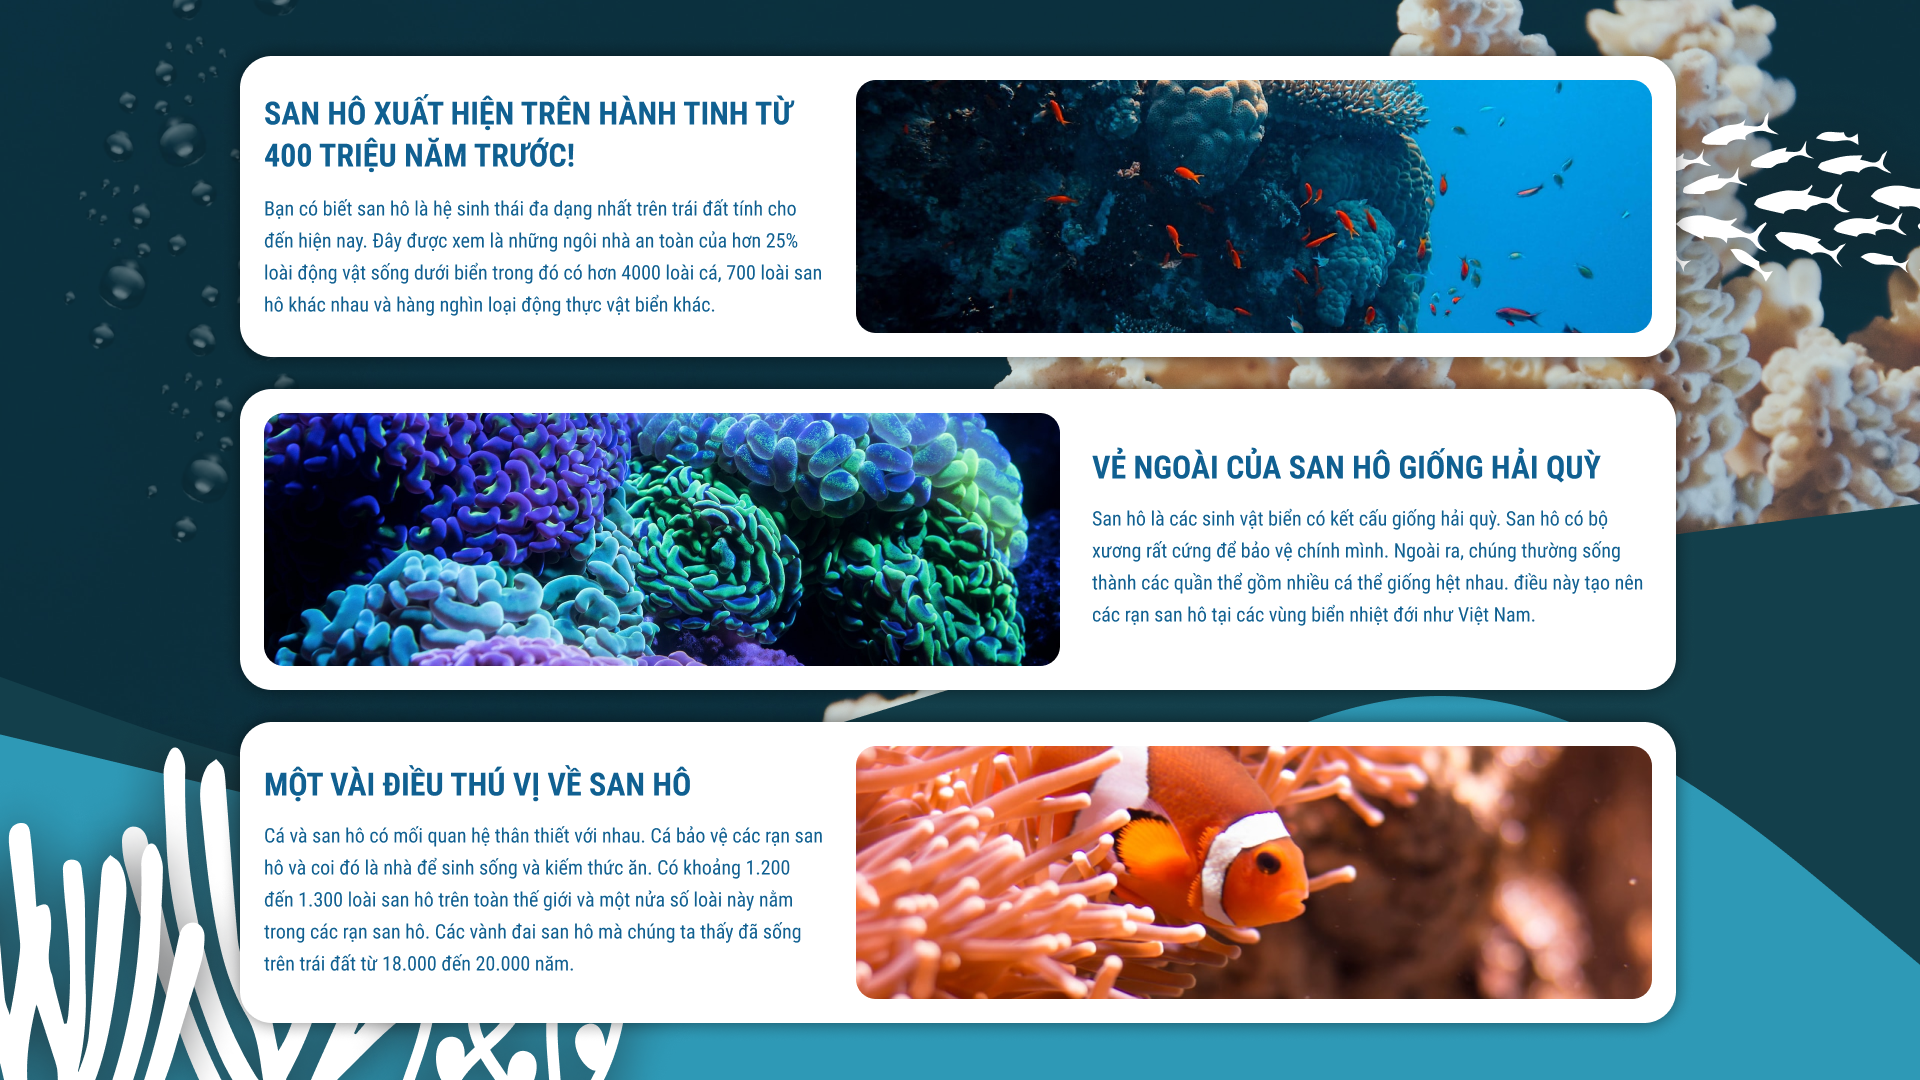 SAN HÔ XUẤT HIỆN TRÊN HÀNH TINH TỪ
400 TRIỆU NĂM TRƯỚC!
Bạn có biết san hô là hệ sinh thái đa dạng nhất trên trái đất tính cho
đến hiện nay. Đây được xem là những ngôi nhà an toàn của hơn 25%
loài động vật sống dưới biển trong đó có hơn 4000 loài cá, 700 loài san
hô khác nhau và hàng nghìn loại động thực vật biển khác.
VẺ NGOÀI CỦA SAN HÔ GIỐNG HẢI QUỲ
San hô là các sinh vật biển có kết cấu giống hải quỳ. San hô có bộ
xương rất cứng để bảo vệ chính mình. Ngoài ra, chúng thường sống
thành các quần thể gồm nhiều cá thể giống hệt nhau. điều này tạo nên
các rạn san hô tại các vùng biển nhiệt đới như Việt Nam.
MỘT VÀI ĐIỀU THÚ VỊ VỀ SAN HÔ
Cá và san hô có mối quan hệ thân thiết với nhau. Cá bảo vệ các rạn san
hô và coi đó là nhà để sinh sống và kiếm thức ăn. Có khoảng 1.200
đến 1.300 loài san hô trên toàn thế giới và một nửa số loài này nằm
trong các rạn san hô. Các vành đai san hô mà chúng ta thấy đã sống
trên trái đất từ 18.000 đến 20.000 năm.